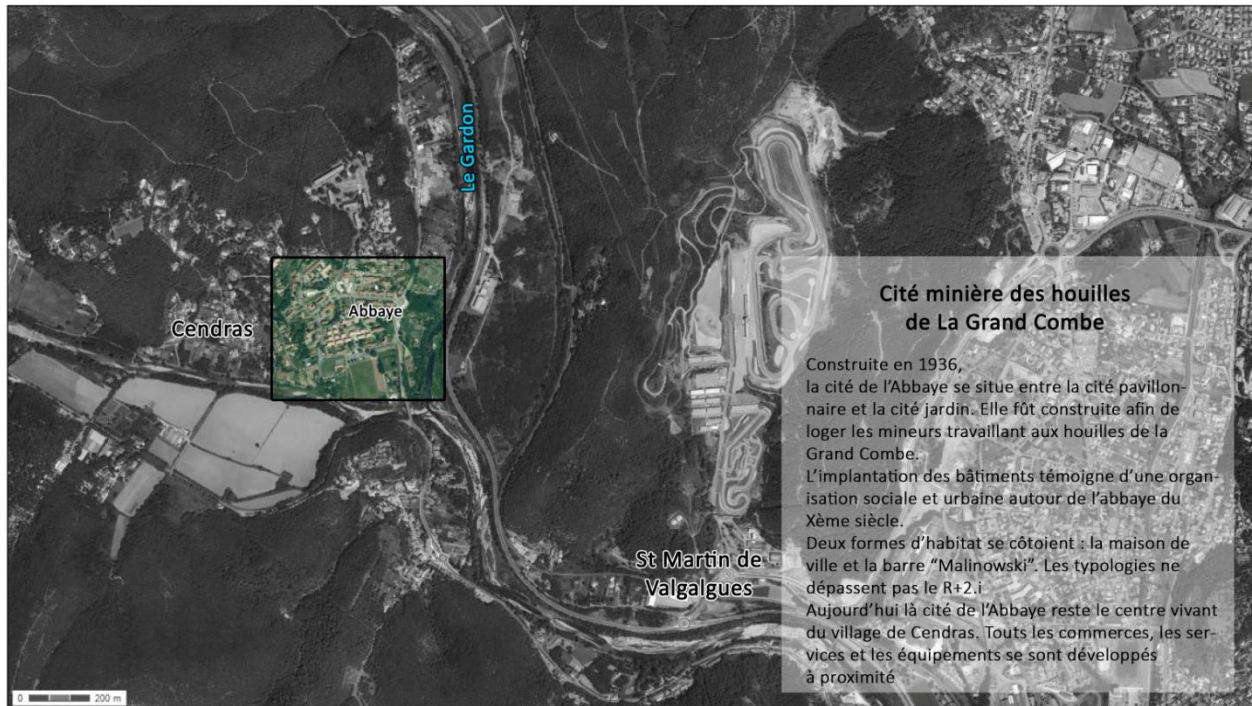 Le Gardon
Abbaye
Cendras
Cité minière des houilles
de La Grand Combe
Construite en 1936,
la cité de l'Abbaye se situe entre la cité pavillon-
naire et la cité jardin. Elle fût construite afin de
loger les mineurs travaillant aux houilles de la
Grand Combe.
L'implantation des bâtiments témoigne d'une organ-
isation sociale et urbaine autour de l'abbaye du
Xème siècle.
Deux formes d'habitat se côtoient : la maison de
ville et la barre "Malinowski". Les typologies ne
dépassent pas le R+2.i
Aujourd'hui là cité de l'Abbaye reste le centre vivant
du village de Cendras. Touts les commerces, les ser-
vices et les équipements se sont développés
à proximité
St Martin de
Valgalgues
0 200 m